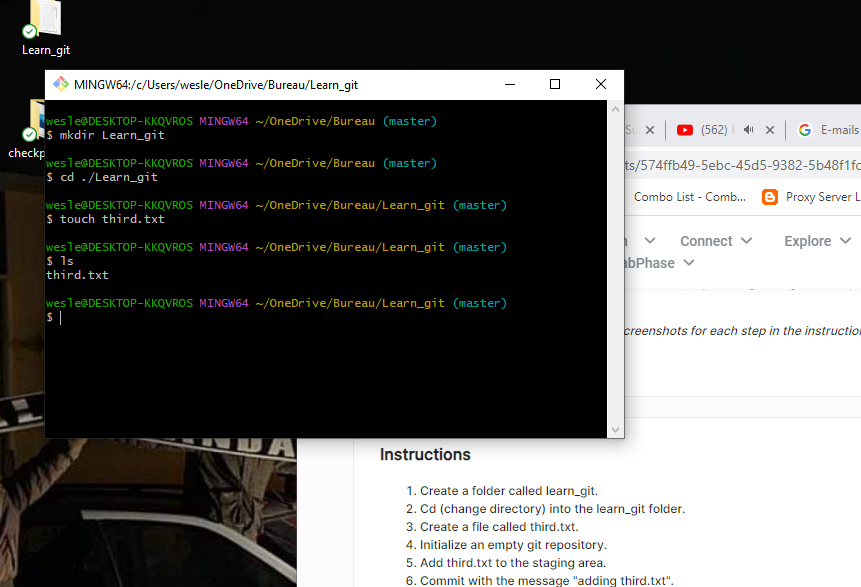 Learn_git
MINGW64:/c/Users/wesle/OneDrive/Bureau/Learn_git
wesle@DESKTOP-KKQVROS MINGW64 ~/OneDrive/Bureau (master)
$ mkdir Learn_git
wesle@DESKTOP-KKQVROS MINGW64 ~/OneDrive/Bureau (master)
$ cd ./Learn_git
wesle@DESKTOP-KKQVROS MINGW64 ~/OneDrive/Bureau/Learn_git (master)
$ touch third.txt
wesle@DESKTOP-KKQVROS MINGW64 ~/OneDrive/Bureau/Learn_git (master)
$ ls
third.txt
wesle@DESKTOP-KKQVROS MINGW64 ~/OneDrive/Bureau/Learn_git (master)
$
checkp
(562)
E-mails
ts/574ffb49-5ebc-45d5-9382-5b48f1fc
Combo List - Comb... Proxy Server L
Connect Explore
abPhase
creenshots for each step in the instruction
Instructions
1. Create a folder called learn_git.
2. Cd (change directory) into the learn_git folder.
3. Create a file called third.txt.
4. Initialize an empty git repository.
5. Add third.txt to the staging area.
6. Commit with the message "adding third.txt".